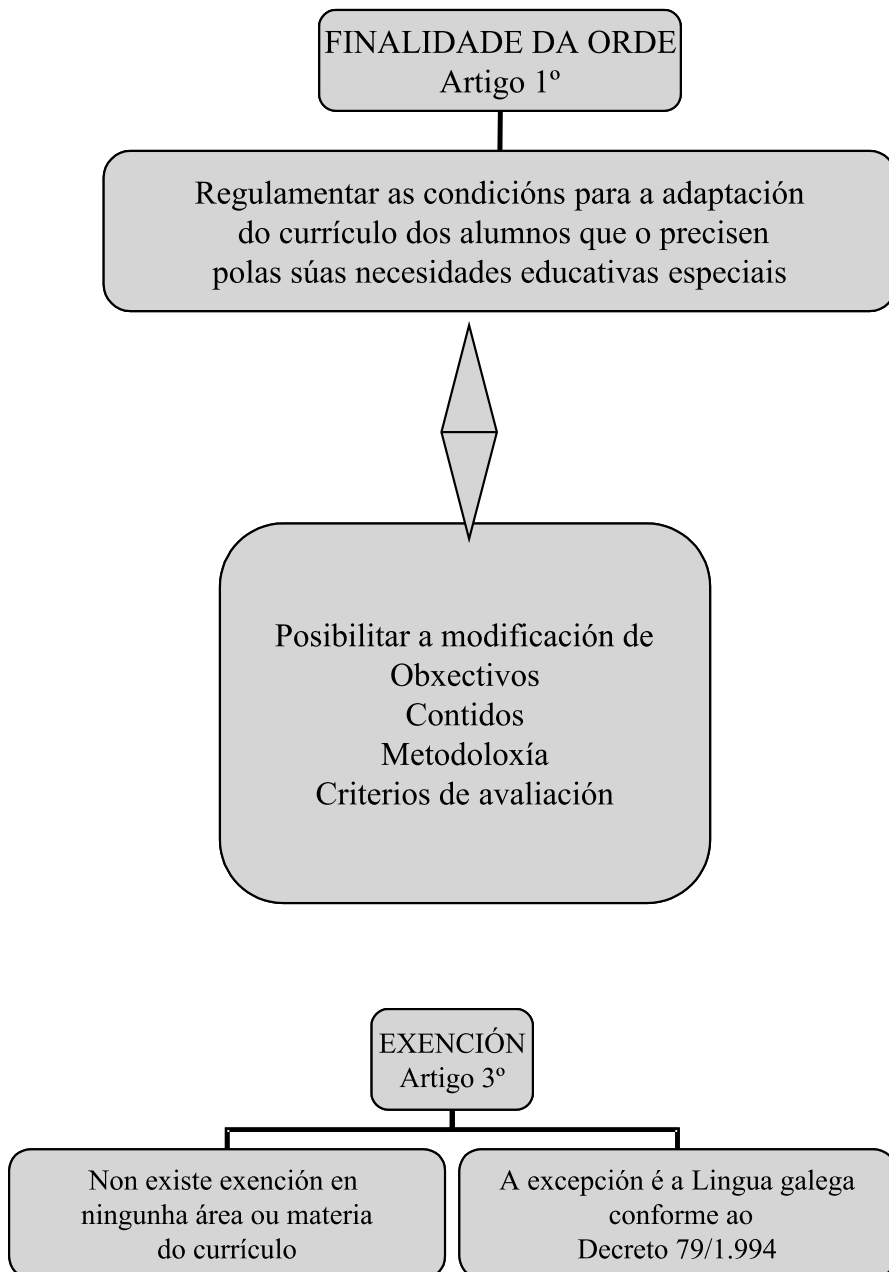 FINALIDADE DA ORDE
Artigo 1º
Regulamentar as condicións para a adaptación
do currículo dos alumnos que o precisen
polas súas necesidades educativas especiais
Posibilitar a modificación de
Obxectivos
Contidos
Metodoloxía
Criterios de avaliación
EXENCIÓN
Artigo 3º
Non existe exención en
ningunha área ou materia
do currículo
A excepción é a Lingua galega
conforme ao
Decreto 79/1.994